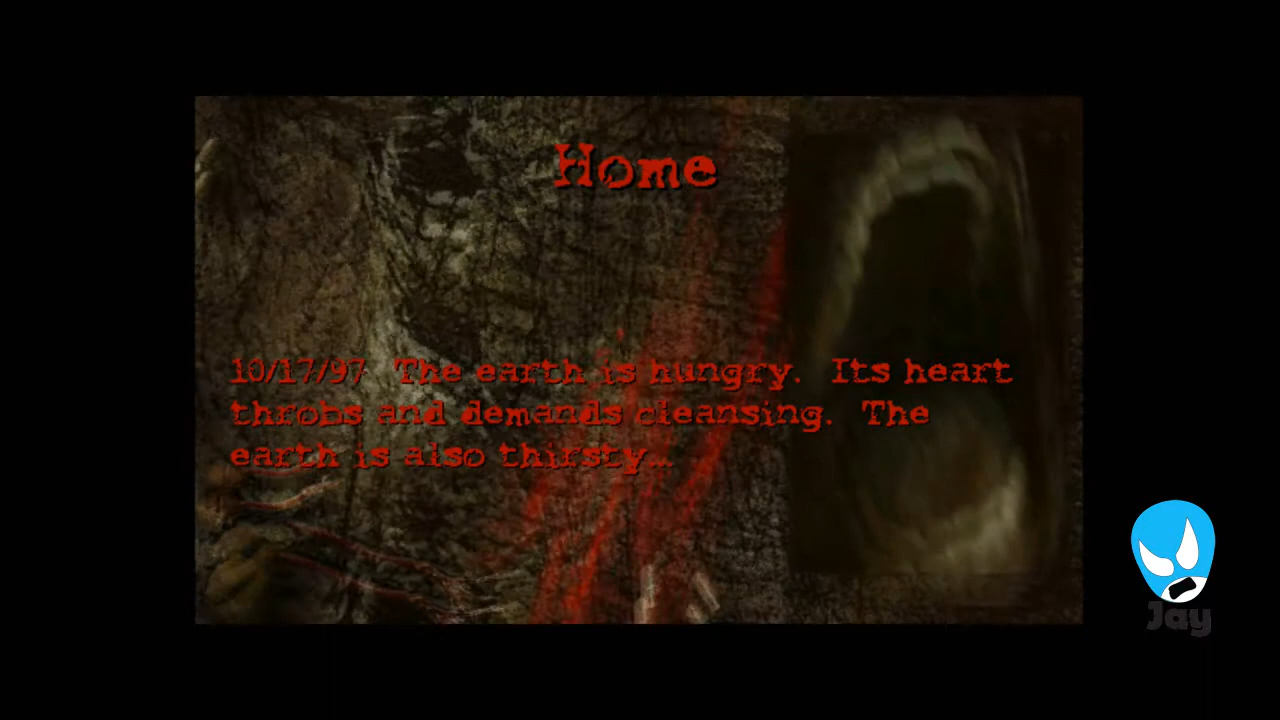 Home
10/17/97  The earth is hungry.  Its heart
throbs and demands cleansing.  The
earth is also thirsty...
Jay